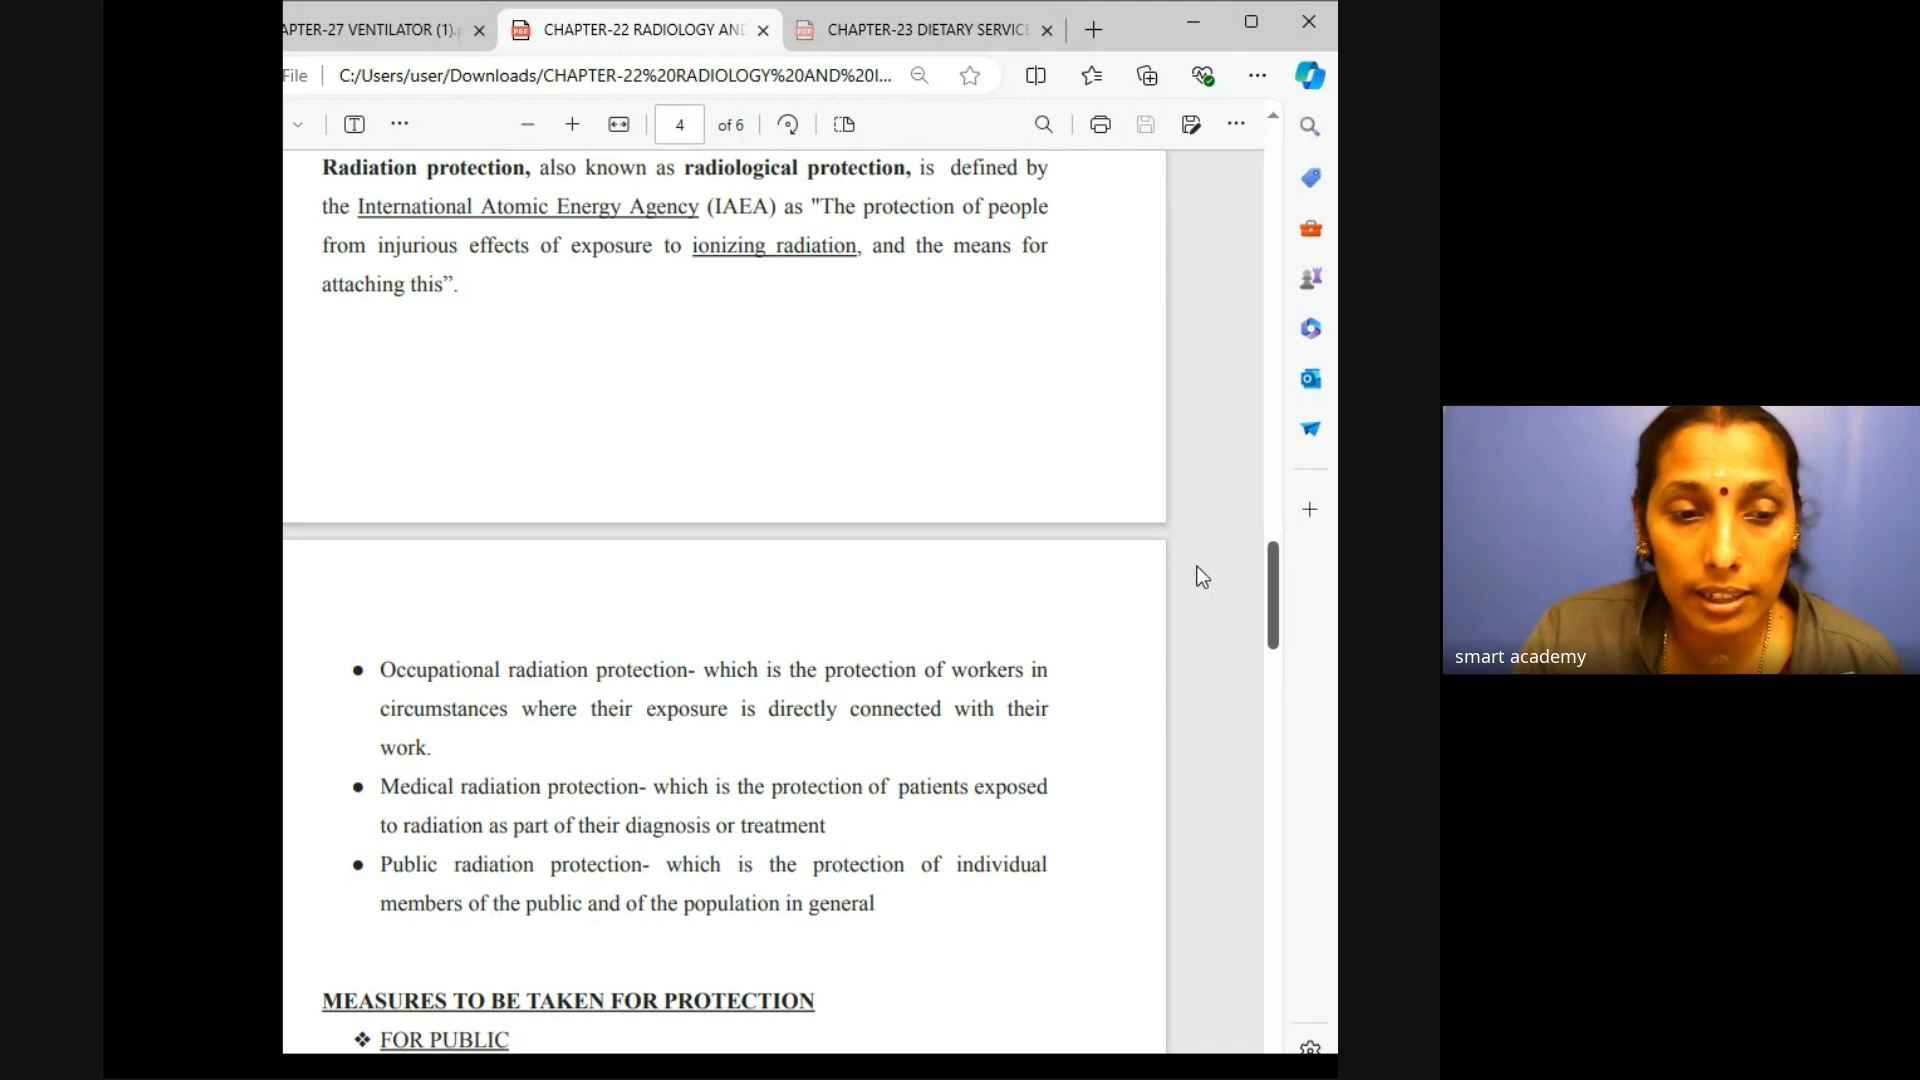 APTER-27 VENTILATOR (1).p
CHAPTER-22 RADIOLOGY AND
CHAPTER-23 DIETARY SERVICE
File
C:/Users/user/Downloads/CHAPTER-22%20RADIOLOGY%20AND%20I...
4 of 6
Radiation protection, also known as radiological protection, is defined by
the International Atomic Energy Agency (IAEA) as "The protection of people
from injurious effects of exposure to ionizing radiation, and the means for
attaching this”.
● Occupational radiation protection- which is the protection of workers in
circumstances where their exposure is directly connected with their
work.
● Medical radiation protection- which is the protection of patients exposed
to radiation as part of their diagnosis or treatment
● Public radiation protection- which is the protection of individual
members of the public and of the population in general
MEASURES TO BE TAKEN FOR PROTECTION
❖ FOR PUBLIC
smart academy